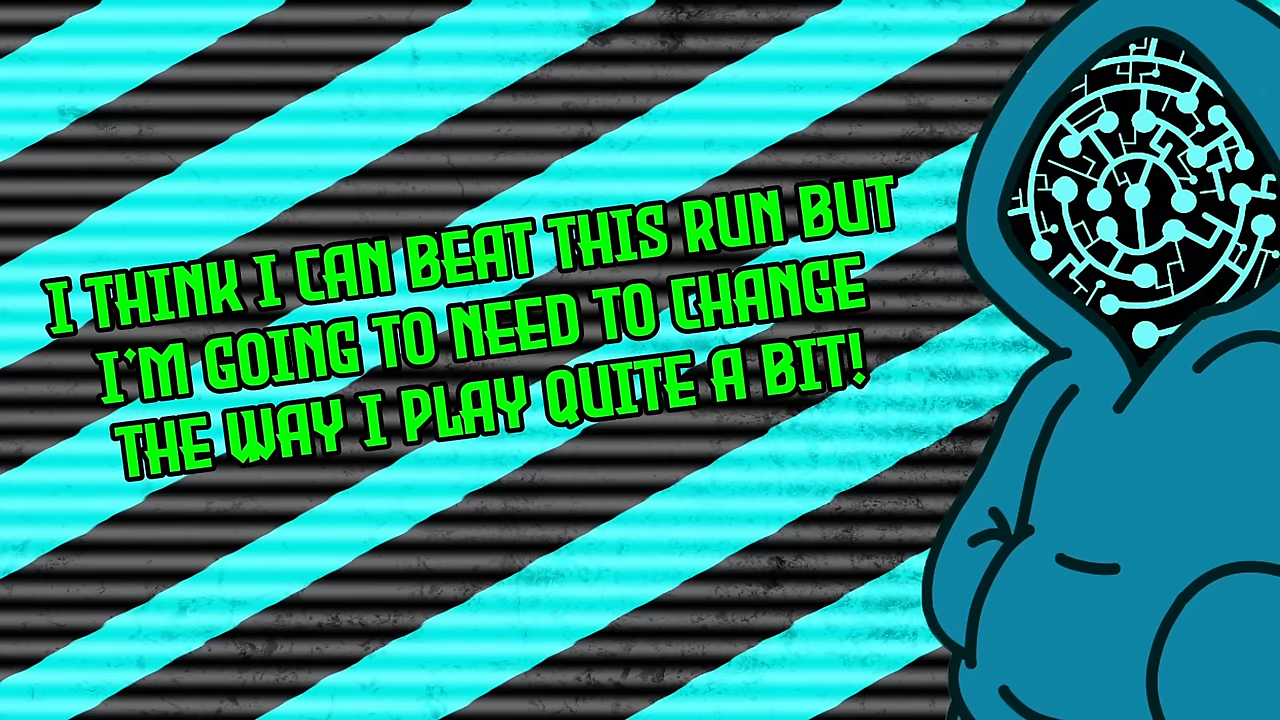 I THINK I CAN BEAT THIS RUN BUT
I'M GOING TO NEED TO CHANGE
THE WAY I PLAY QUITE A BIT!